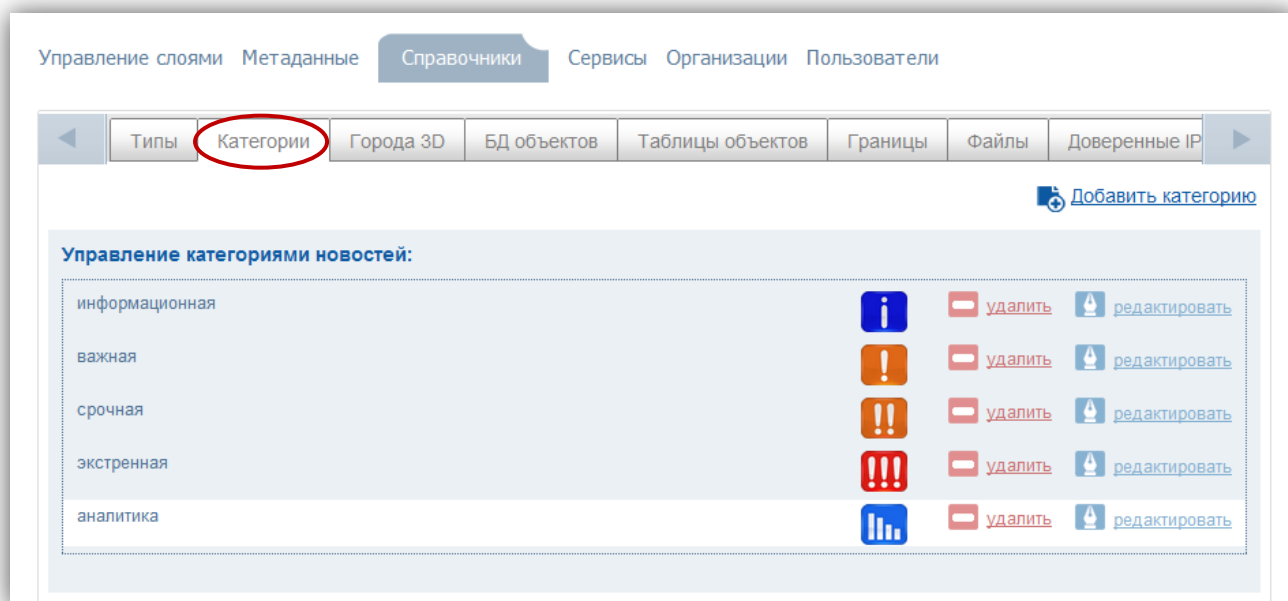 Управление слоями Метаданные Справочники Сервисы Организации Пользователи
Типы Категории Города 3D БД объектов Таблицы объектов Границы Файлы Доверенные IP
Добавить категорию
Управление категориями новостей:
информационная удалить редактировать
важная удалить редактировать
срочная удалить редактировать
экстренная удалить редактировать
аналитика удалить редактировать